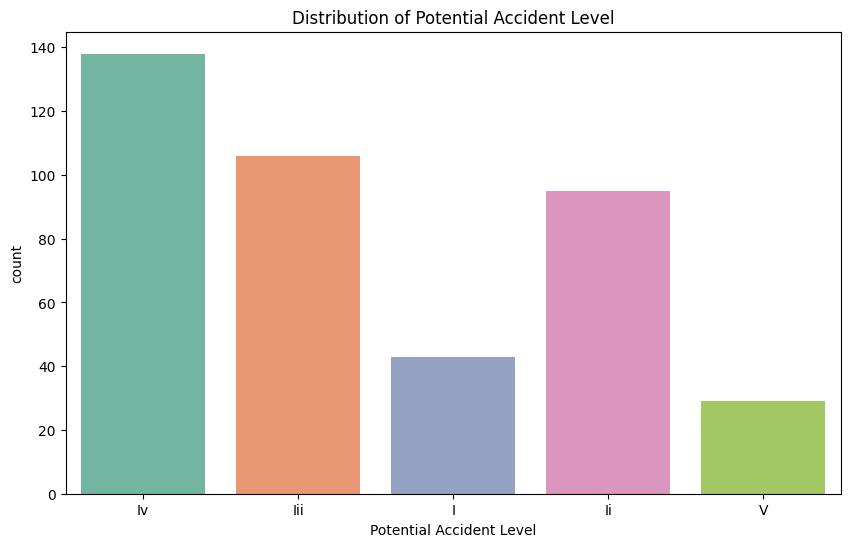 Distribution of Potential Accident Level
140
120
100
80
60
40
20
0
count
Iv Iii I Ii V
Potential Accident Level